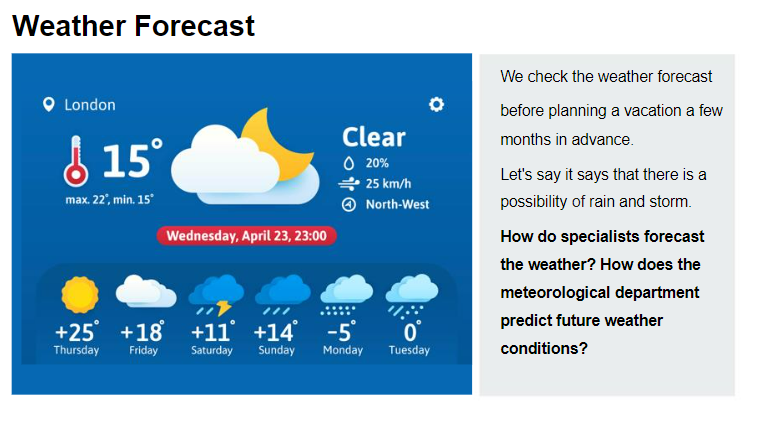 Weather Forecast
London
15°
max. 22°, min. 15°
Clear
20%
25 km/h
North-West
Wednesday, April 23, 23:00
+25° +18° +11° +14° -5° 0°
Thursday Friday Saturday Sunday Monday Tuesday
We check the weather forecast
before planning a vacation a few
months in advance.
Let's say it says that there is a
possibility of rain and storm.
How do specialists forecast
the weather? How does the
meteorological department
predict future weather
conditions?